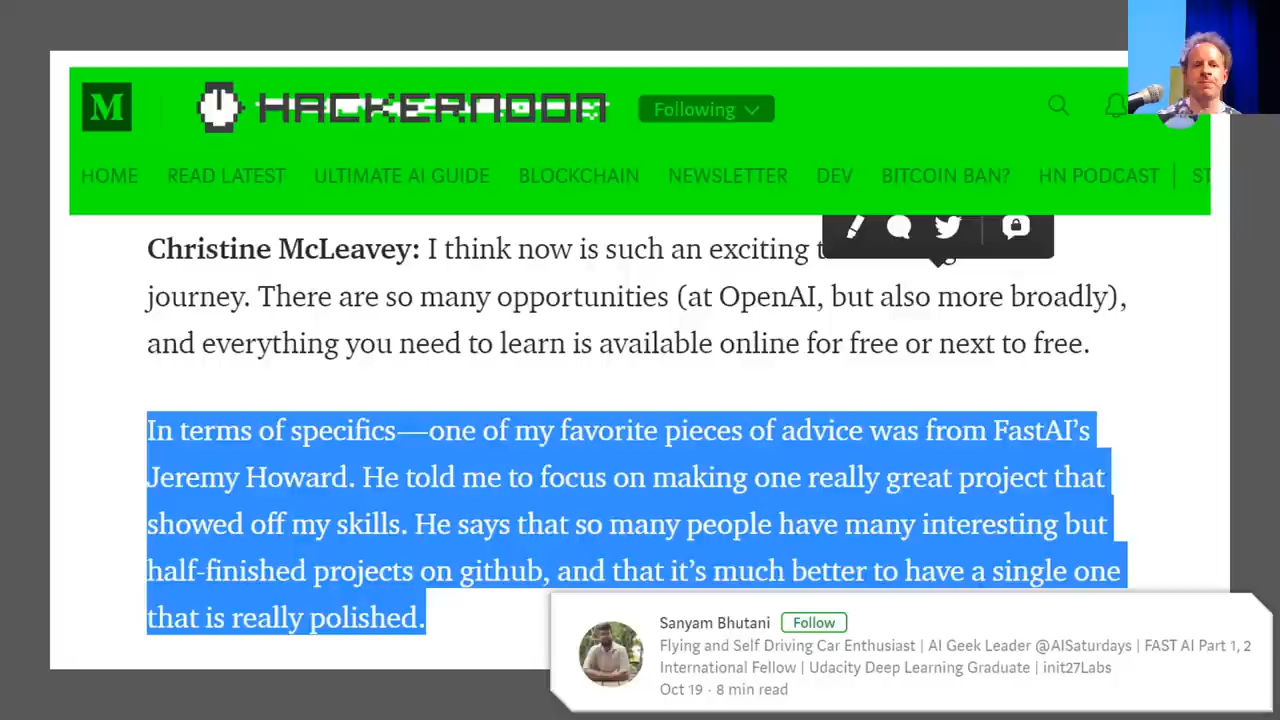 M HACKERNOON Following
HOME READ LATEST ULTIMATE AI GUIDE BLOCKCHAIN NEWSLETTER DEV BITCOIN BAN? HN PODCAST ST
Christine McLeavey: I think now is such an exciting
journey. There are so many opportunities (at OpenAI, but also more broadly),
and everything you need to learn is available online for free or next to free.
In terms of specifics—one of my favorite pieces of advice was from FastAI’s
Jeremy Howard. He told me to focus on making one really great project that
showed off my skills. He says that so many people have many interesting but
half-finished projects on github, and that it’s much better to have a single one
that is really polished.
Sanyam Bhutani Follow
Flying and Self Driving Car Enthusiast | AI Geek Leader @AISaturdays | FAST AI Part 1, 2
International Fellow | Udacity Deep Learning Graduate | init27Labs
Oct 19 · 8 min read